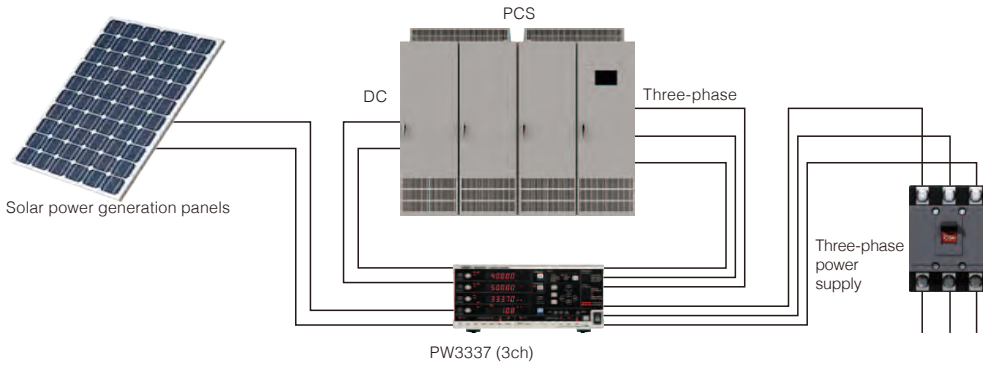 PCS
DC
Three-phase
Solar power generation panels
Three-phase
power
supply
PW3337 (3ch)